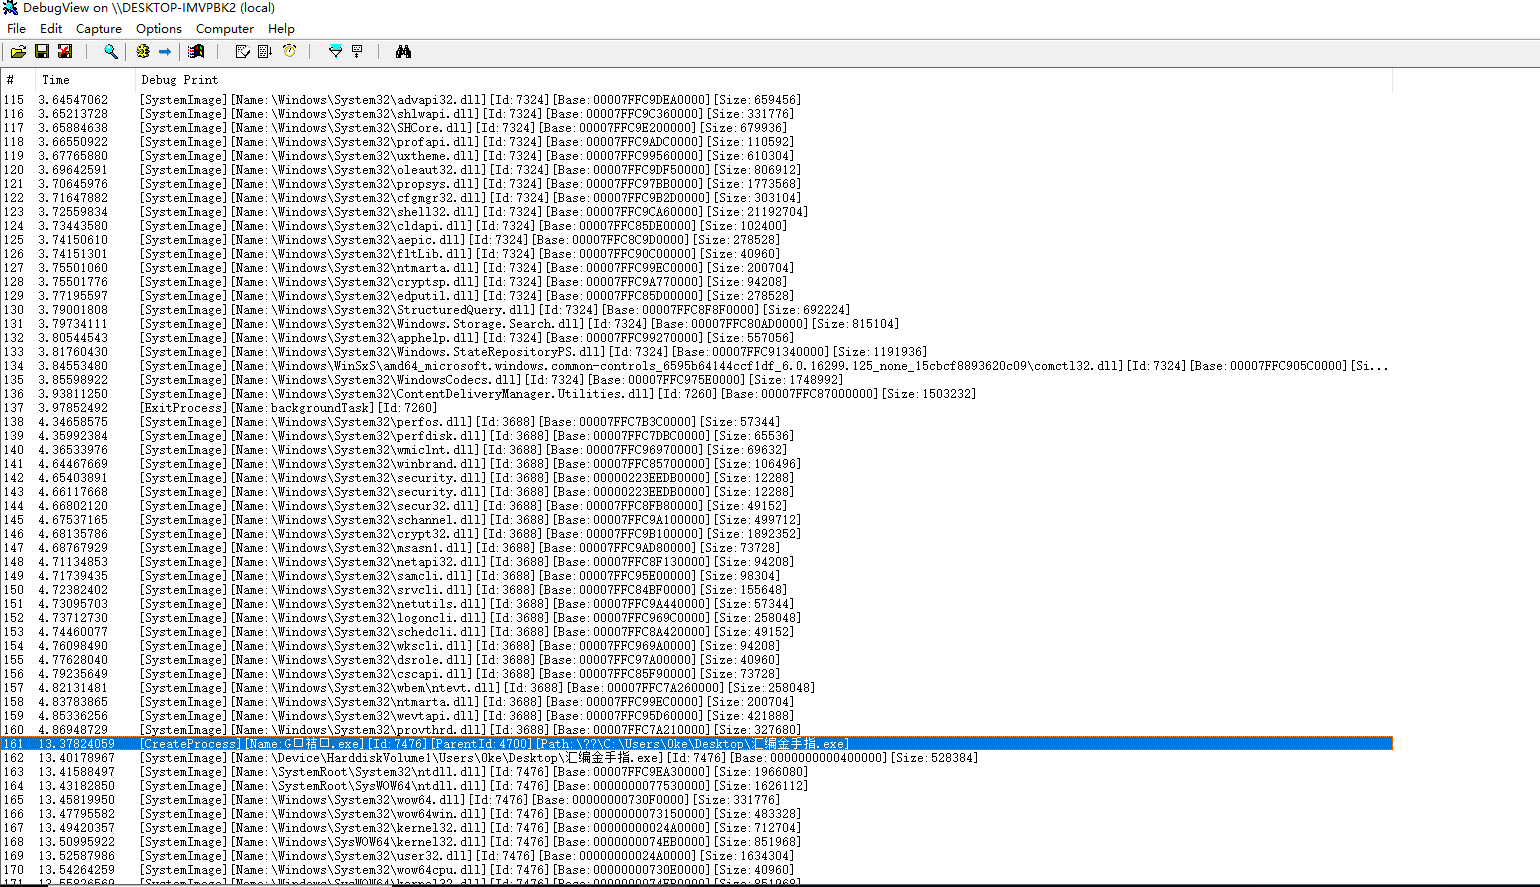 DebugView on \\DESKTOP-IMVPBK2 (local)
File Edit Capture Options Computer Help
# Time Debug Print
115 3.64547062 [SystemImage][Name:\Windows\System32\advapi32.dll][Id:7324][Base:00007FFC9DEA0000][Size:659456]
116 3.65213728 [SystemImage][Name:\Windows\System32\shlwapi.dll][Id:7324][Base:00007FFC9C360000][Size:331776]
117 3.65884638 [SystemImage][Name:\Windows\System32\SHCore.dll][Id:7324][Base:00007FFC9E200000][Size:679936]
118 3.66550922 [SystemImage][Name:\Windows\System32\profapi.dll][Id:7324][Base:00007FFC9ADC0000][Size:110592]
119 3.67765880 [SystemImage][Name:\Windows\System32\uxtheme.dll][Id:7324][Base:00007FFC99560000][Size:610304]
120 3.69642591 [SystemImage][Name:\Windows\System32\oleaut32.dll][Id:7324][Base:00007FFC9DF50000][Size:806912]
121 3.70645976 [SystemImage][Name:\Windows\System32\propsys.dll][Id:7324][Base:00007FFC97BB0000][Size:1773568]
122 3.71647882 [SystemImage][Name:\Windows\System32\cfgmgr32.dll][Id:7324][Base:00007FFC9B2D0000][Size:303104]
123 3.72559834 [SystemImage][Name:\Windows\System32\shell32.dll][Id:7324][Base:00007FFC9CA60000][Size:21192704]
124 3.73443580 [SystemImage][Name:\Windows\System32\cldapi.dll][Id:7324][Base:00007FFC85DE0000][Size:102400]
125 3.74150610 [SystemImage][Name:\Windows\System32\aepic.dll][Id:7324][Base:00007FFC8C9D0000][Size:278528]
126 3.74151301 [SystemImage][Name:\Windows\System32\fltLib.dll][Id:7324][Base:00007FFC90C00000][Size:40960]
127 3.75501060 [SystemImage][Name:\Windows\System32\ntmarta.dll][Id:7324][Base:00007FFC99EC0000][Size:200704]
128 3.75501776 [SystemImage][Name:\Windows\System32\cryptsp.dll][Id:7324][Base:00007FFC9A770000][Size:94208]
129 3.77195597 [SystemImage][Name:\Windows\System32\edputil.dll][Id:7324][Base:00007FFC85D00000][Size:278528]
130 3.79001808 [SystemImage][Name:\Windows\System32\StructuredQuery.dll][Id:7324][Base:00007FFC8F8F0000][Size:692224]
131 3.79734111 [SystemImage][Name:\Windows\System32\Windows.Storage.Search.dll][Id:7324][Base:00007FFC80AD0000][Size:815104]
132 3.80544543 [SystemImage][Name:\Windows\System32\apphelp.dll][Id:7324][Base:00007FFC99270000][Size:557056]
133 3.81760430 [SystemImage][Name:\Windows\System32\Windows.StateRepositoryPS.dll][Id:7324][Base:00007FFC91340000][Size:1191936]
134 3.84553480 [SystemImage][Name:\Windows\WinSxS\amd64_microsoft.windows.common-controls_6595b64144ccf1df_6.0.16299.125_none_15cbcf8893620c09\comctl32.dll][Id:7324][Base:00007FFC905C0000][Si...
135 3.85598922 [SystemImage][Name:\Windows\System32\WindowsCodecs.dll][Id:7324][Base:00007FFC975E0000][Size:1748992]
136 3.93811250 [SystemImage][Name:\Windows\System32\ContentDeliveryManager.Utilities.dll][Id:7260][Base:00007FFC87000000][Size:1503232]
137 3.97852492 [ExitProcess][Name:backgroundTask][Id:7260]
138 4.34658575 [SystemImage][Name:\Windows\System32\perfos.dll][Id:3688][Base:00007FFC7B3C0000][Size:57344]
139 4.35992384 [SystemImage][Name:\Windows\System32\perfdisk.dll][Id:3688][Base:00007FFC7DBC0000][Size:65536]
140 4.36533976 [SystemImage][Name:\Windows\System32\wmiclnt.dll][Id:3688][Base:00007FFC96970000][Size:69632]
141 4.64467669 [SystemImage][Name:\Windows\System32\winbrand.dll][Id:3688][Base:00007FFC85700000][Size:106496]
142 4.65403891 [SystemImage][Name:\Windows\System32\security.dll][Id:3688][Base:00000223EEDB0000][Size:12288]
143 4.66117668 [SystemImage][Name:\Windows\System32\security.dll][Id:3688][Base:00000223EEDB0000][Size:12288]
144 4.66802120 [SystemImage][Name:\Windows\System32\secur32.dll][Id:3688][Base:00007FFC8FB80000][Size:49152]
145 4.67537165 [SystemImage][Name:\Windows\System32\schannel.dll][Id:3688][Base:00007FFC9A100000][Size:499712]
146 4.68135786 [SystemImage][Name:\Windows\System32\crypt32.dll][Id:3688][Base:00007FFC9B100000][Size:1892352]
147 4.68767929 [SystemImage][Name:\Windows\System32\msasn1.dll][Id:3688][Base:00007FFC9AD80000][Size:73728]
148 4.71134853 [SystemImage][Name:\Windows\System32\netapi32.dll][Id:3688][Base:00007FFC8F130000][Size:94208]
149 4.71739435 [SystemImage][Name:\Windows\System32\samcli.dll][Id:3688][Base:00007FFC95E00000][Size:98304]
150 4.72382402 [SystemImage][Name:\Windows\System32\srvcli.dll][Id:3688][Base:00007FFC84BF0000][Size:155648]
151 4.73095703 [SystemImage][Name:\Windows\System32\netutils.dll][Id:3688][Base:00007FFC9A440000][Size:57344]
152 4.73712730 [SystemImage][Name:\Windows\System32\logoncli.dll][Id:3688][Base:00007FFC969C0000][Size:258048]
153 4.74460077 [SystemImage][Name:\Windows\System32\schedcli.dll][Id:3688][Base:00007FFC8A420000][Size:49152]
154 4.76098490 [SystemImage][Name:\Windows\System32\wkscli.dll][Id:3688][Base:00007FFC969A0000][Size:94208]
155 4.77628040 [SystemImage][Name:\Windows\System32\dsrole.dll][Id:3688][Base:00007FFC97A00000][Size:40960]
156 4.79235649 [SystemImage][Name:\Windows\System32\cscapi.dll][Id:3688][Base:00007FFC85F90000][Size:73728]
157 4.82131481 [SystemImage][Name:\Windows\System32\wbem\ntevt.dll][Id:3688][Base:00007FFC7A260000][Size:258048]
158 4.83783865 [SystemImage][Name:\Windows\System32\ntmarta.dll][Id:3688][Base:00007FFC99EC0000][Size:200704]
159 4.85336256 [SystemImage][Name:\Windows\System32\wevtapi.dll][Id:3688][Base:00007FFC95D60000][Size:421888]
160 4.86948729 [SystemImage][Name:\Windows\System32\provthrd.dll][Id:3688][Base:00007FFC7A210000][Size:327680]
161 13.37824059 [CreateProcess][Name:G口秸口.exe][Id:7476][ParentId:4700][Path:\??\C:\Users\Oke\Desktop\汇编金手指.exe]
162 13.40178967 [SystemImage][Name:\Device\HarddiskVolume1\Users\Oke\Desktop\汇编金手指.exe][Id:7476][Base:0000000000400000][Size:528384]
163 13.41588497 [SystemImage][Name:\SystemRoot\System32\ntdll.dll][Id:7476][Base:00007FFC9EA30000][Size:1966080]
164 13.43182850 [SystemImage][Name:\SystemRoot\SysWOW64\ntdll.dll][Id:7476][Base:0000000077530000][Size:1626112]
165 13.45819950 [SystemImage][Name:\Windows\System32\wow64.dll][Id:7476][Base:00000000730F0000][Size:331776]
166 13.47795582 [SystemImage][Name:\Windows\System32\wow64win.dll][Id:7476][Base:0000000073150000][Size:483328]
167 13.49420357 [SystemImage][Name:\Windows\System32\kernel32.dll][Id:7476][Base:00000000024A0000][Size:712704]
168 13.50995922 [SystemImage][Name:\Windows\SysWOW64\kernel32.dll][Id:7476][Base:0000000074EB0000][Size:851968]
169 13.52587986 [SystemImage][Name:\Windows\System32\user32.dll][Id:7476][Base:00000000024A0000][Size:1634304]
170 13.54264259 [SystemImage][Name:\Windows\System32\wow64cpu.dll][Id:7476][Base:00000000730E0000][Size:40960]
171 13.55826569 [SystemImage][Name:\Windows\SysWOW64\kernel32.dll][Id:7476][Base:0000000074EB0000][Size:851968]